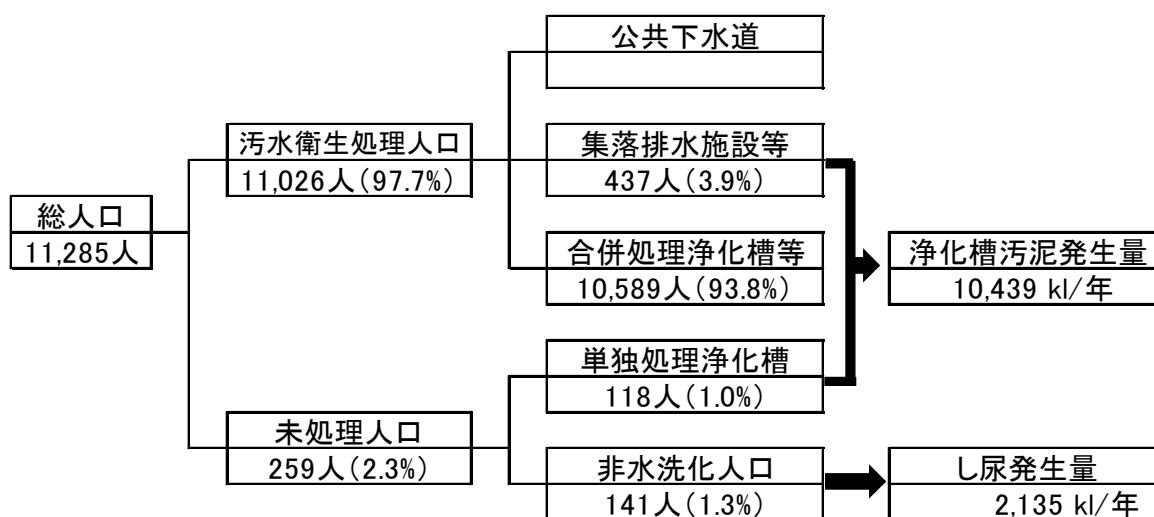 公共下水道
汚水衛生処理人口
11,026人(97.7%)
集落排水施設等
437人(3.9%)
総人口
11,285人
合併処理浄化槽等
10,589人(93.8%)
浄化槽汚泥発生量
10,439 kl/年
単独処理浄化槽
118人(1.0%)
未処理人口
259人(2.3%)
非水洗化人口
141人(1.3%)
し尿発生量
2,135 kl/年